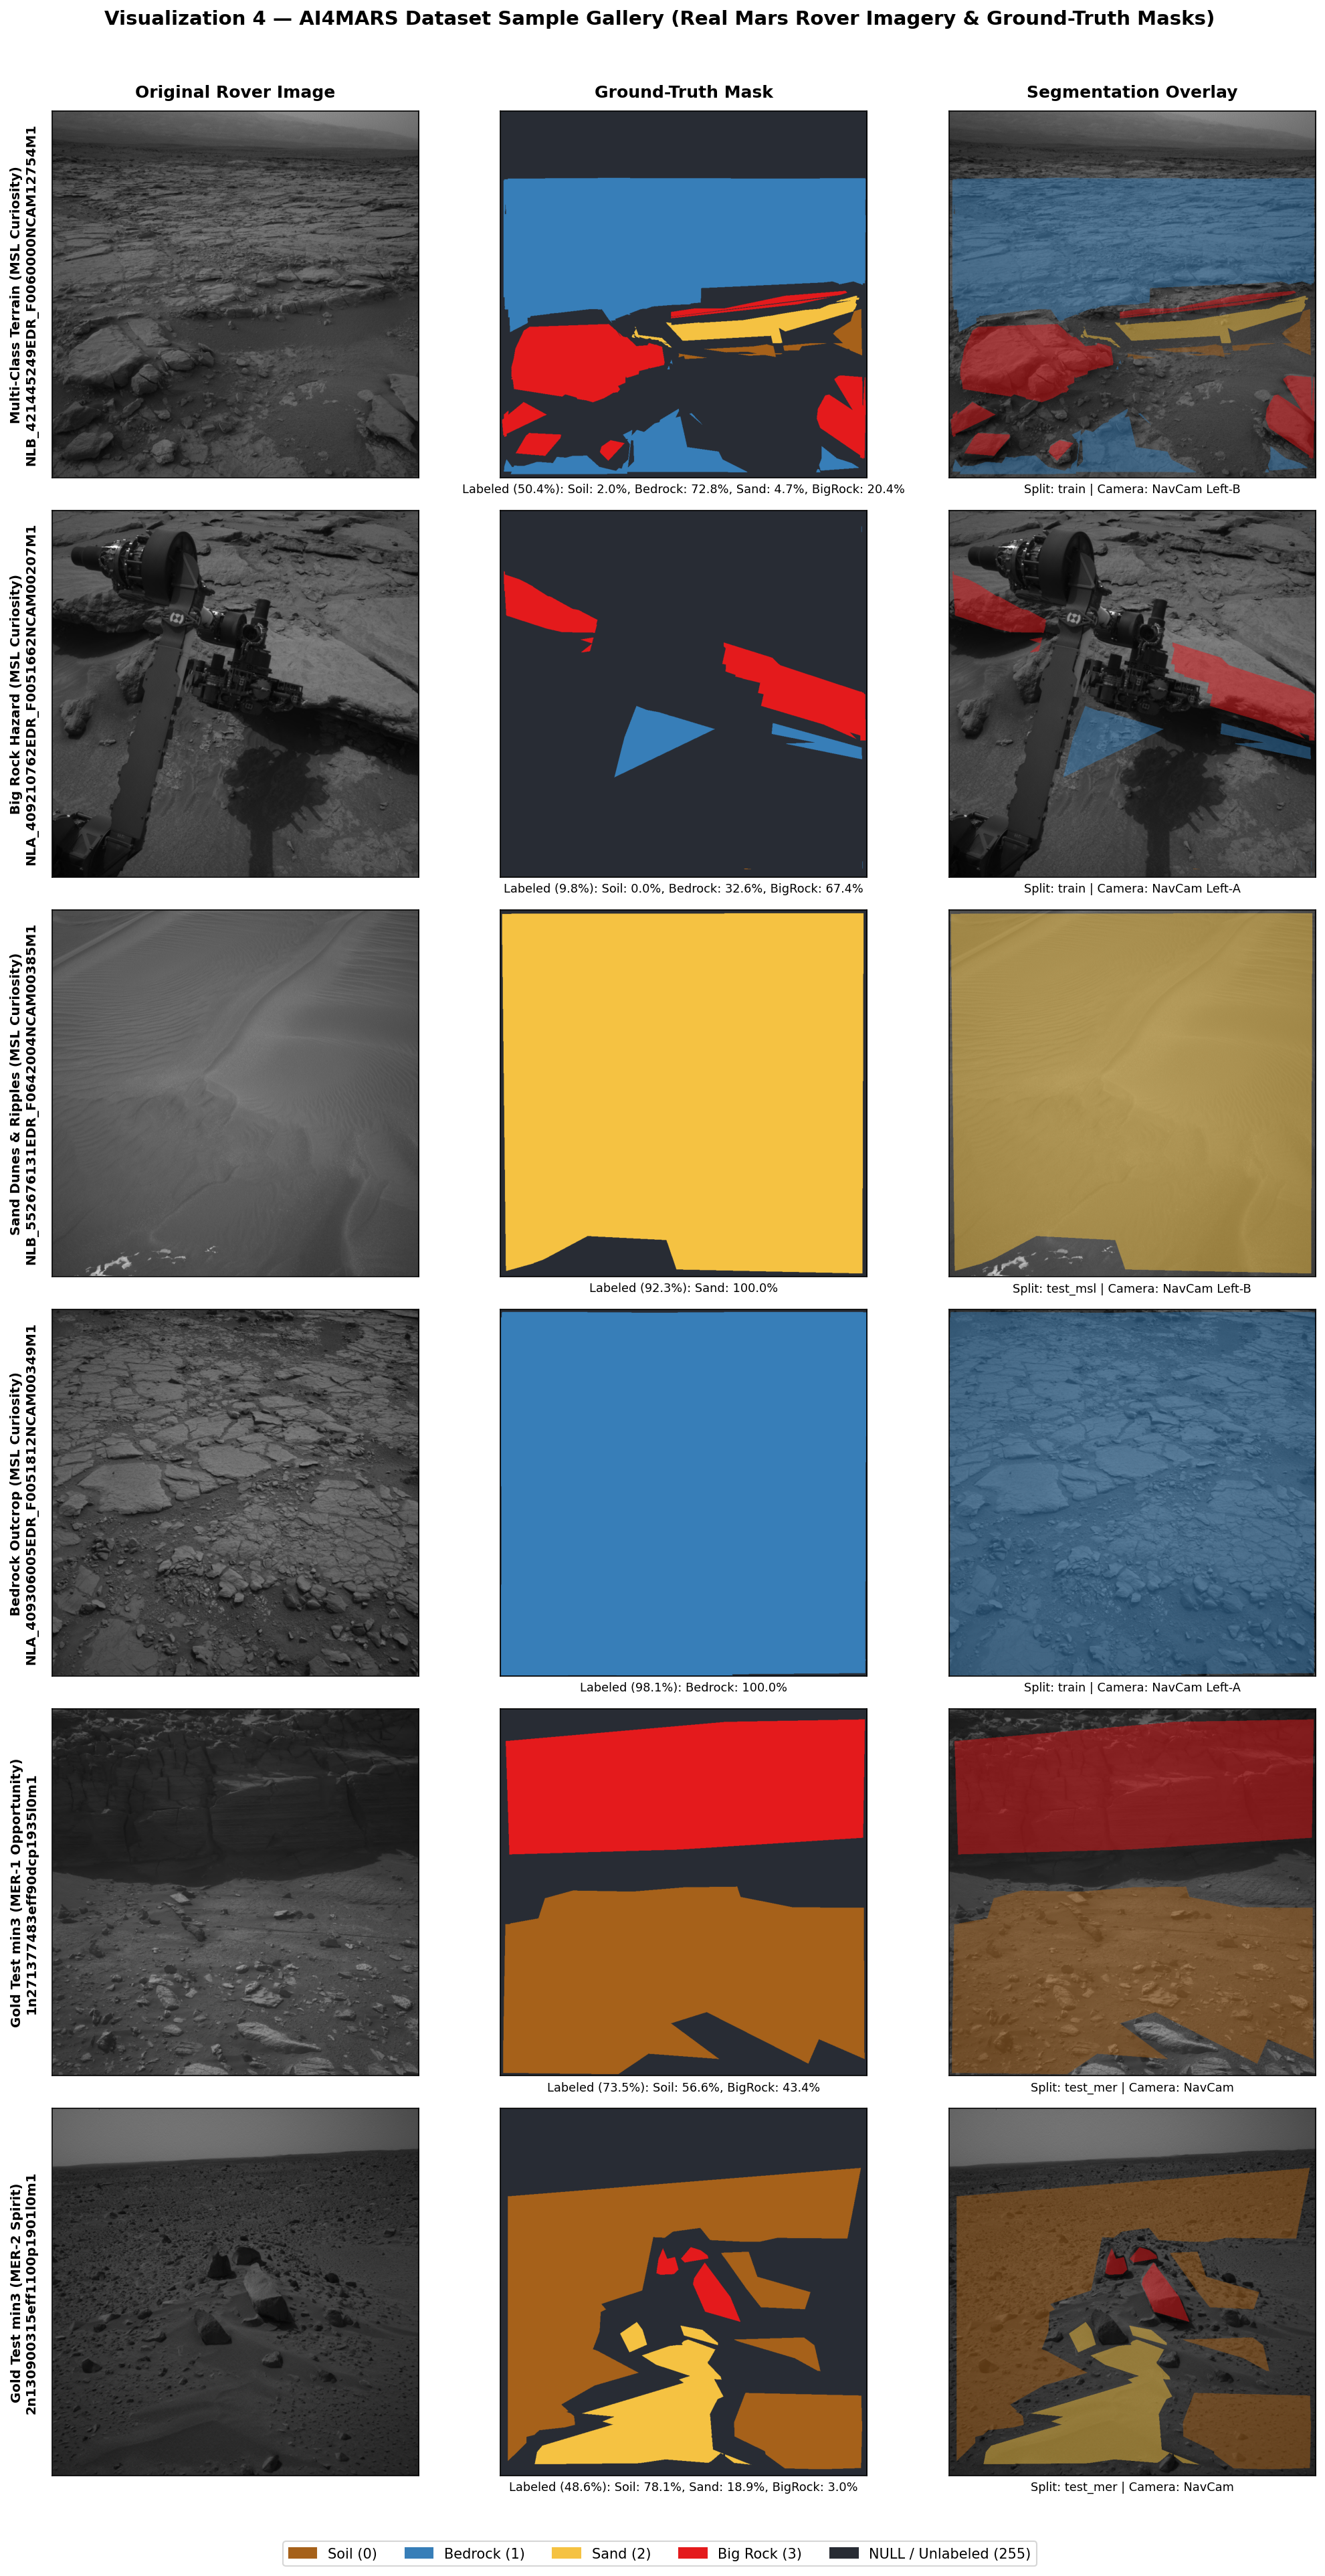 Visualization 4 — AI4MARS Dataset Sample Gallery (Real Mars Rover Imagery & Ground-Truth Masks)
Original Rover Image
Ground-Truth Mask
Segmentation Overlay
Multi-Class Terrain (MSL Curiosity)
NLB_421445249EDR_F0060000NCAM12754M1
Labeled (50.4%): Soil: 2.0%, Bedrock: 72.8%, Sand: 4.7%, BigRock: 20.4%
Split: train | Camera: NavCam Left-B
Big Rock Hazard (MSL Curiosity)
NLA_409210762EDR_F0051662NCAM00207M1
Labeled (9.8%): Soil: 0.0%, Bedrock: 32.6%, BigRock: 67.4%
Split: train | Camera: NavCam Left-A
Sand Dunes & Ripples (MSL Curiosity)
NLB_552676131EDR_F0642004NCAM00385M1
Labeled (92.3%): Sand: 100.0%
Split: test_msl | Camera: NavCam Left-B
Bedrock Outcrop (MSL Curiosity)
NLA_409306005EDR_F0051812NCAM00349M1
Labeled (98.1%): Bedrock: 100.0%
Split: train | Camera: NavCam Left-A
Gold Test min3 (MER-1 Opportunity)
1n271377483eff90dcp1935l0m1
Labeled (73.5%): Soil: 56.6%, BigRock: 43.4%
Split: test_mer | Camera: NavCam
Gold Test min3 (MER-2 Spirit)
2n130900315eff1100p1901l0m1
Labeled (48.6%): Soil: 78.1%, Sand: 18.9%, BigRock: 3.0%
Split: test_mer | Camera: NavCam
Soil (0)
Bedrock (1)
Sand (2)
Big Rock (3)
NULL / Unlabeled (255)